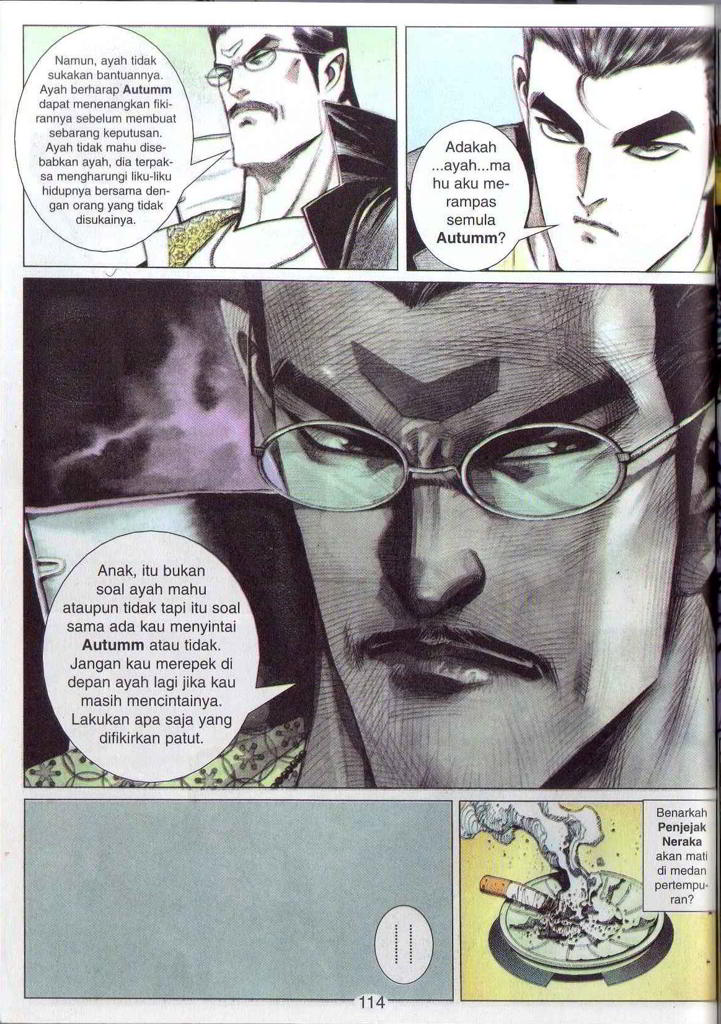 Namun, ayah tidak
sukakan bantuannya.
Ayah berharap Autumm
dapat menenangkan fiki-
rannya sebelum membuat
sebarang keputusan.
Ayah tidak mahu dise-
babkan ayah, dia terpak-
sa mengharungi liku-liku
hidupnya bersama den-
gan orang yang tidak
disukainya.
Adakah
...ayah...ma
hu aku me-
rampas
semula
Autumm?
Anak, itu bukan
soal ayah mahu
ataupun tidak tapi itu soal
sama ada kau menyintai
Autumm atau tidak.
Jangan kau merepek di
depan ayah lagi jika kau
masih mencintainya.
Lakukan apa saja yang
difikirkan patut.
Benarkah
Penjejak
Neraka
akan mati
di medan
pertempu-
ran?
114